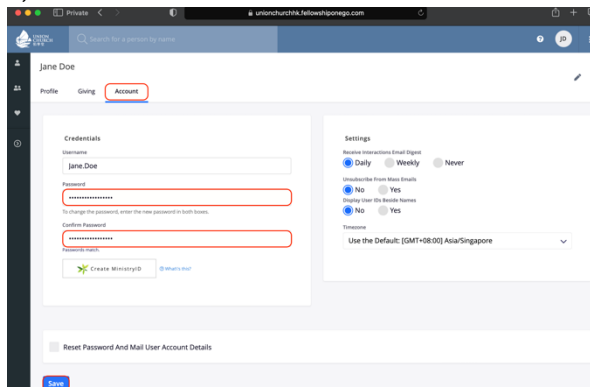 Private
unionchurchhk.fellowshiponego.com
UNION
CHURCH
Search for a person by name
JD
Jane Doe
Profile Giving Account
Credentials
Username
Jane.Doe
Password
To change the password, enter the new password in both boxes.
Confirm Password
Passwords match.
Create MinistryID
What's this?
Settings
Receive Interactions Email Digest
Daily Weekly Never
Unsubscribe From Mass Emails
No Yes
Display User IDs Beside Names
No Yes
Timezone
Use the Default: [GMT+08:00] Asia/Singapore
Reset Password And Mail User Account Details
Save